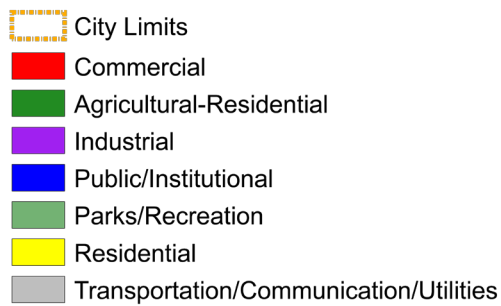 City Limits
Commercial
Agricultural-Residential
Industrial
Public/Institutional
Parks/Recreation
Residential
Transportation/Communication/Utilities